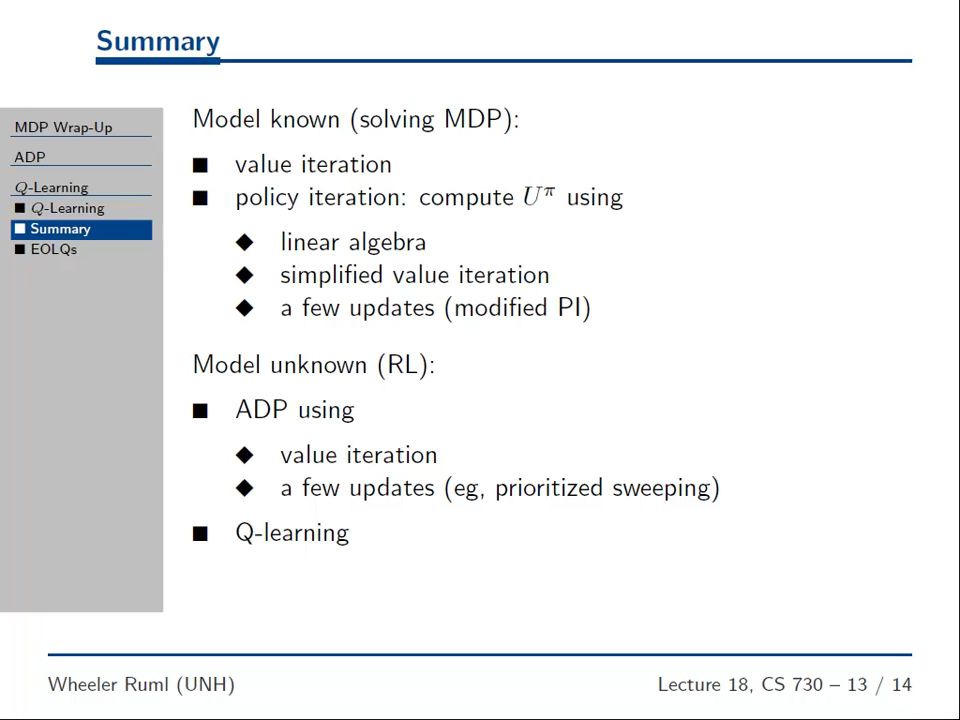 Summary
MDP Wrap-Up
ADP
Q-Learning
■ Q-Learning
■ Summary
■ EOLQs
Model known (solving MDP):
■ value iteration
■ policy iteration: compute U^π using
◆ linear algebra
◆ simplified value iteration
◆ a few updates (modified PI)
Model unknown (RL):
■ ADP using
◆ value iteration
◆ a few updates (eg, prioritized sweeping)
■ Q-learning
Wheeler Ruml (UNH)
Lecture 18, CS 730 – 13 / 14